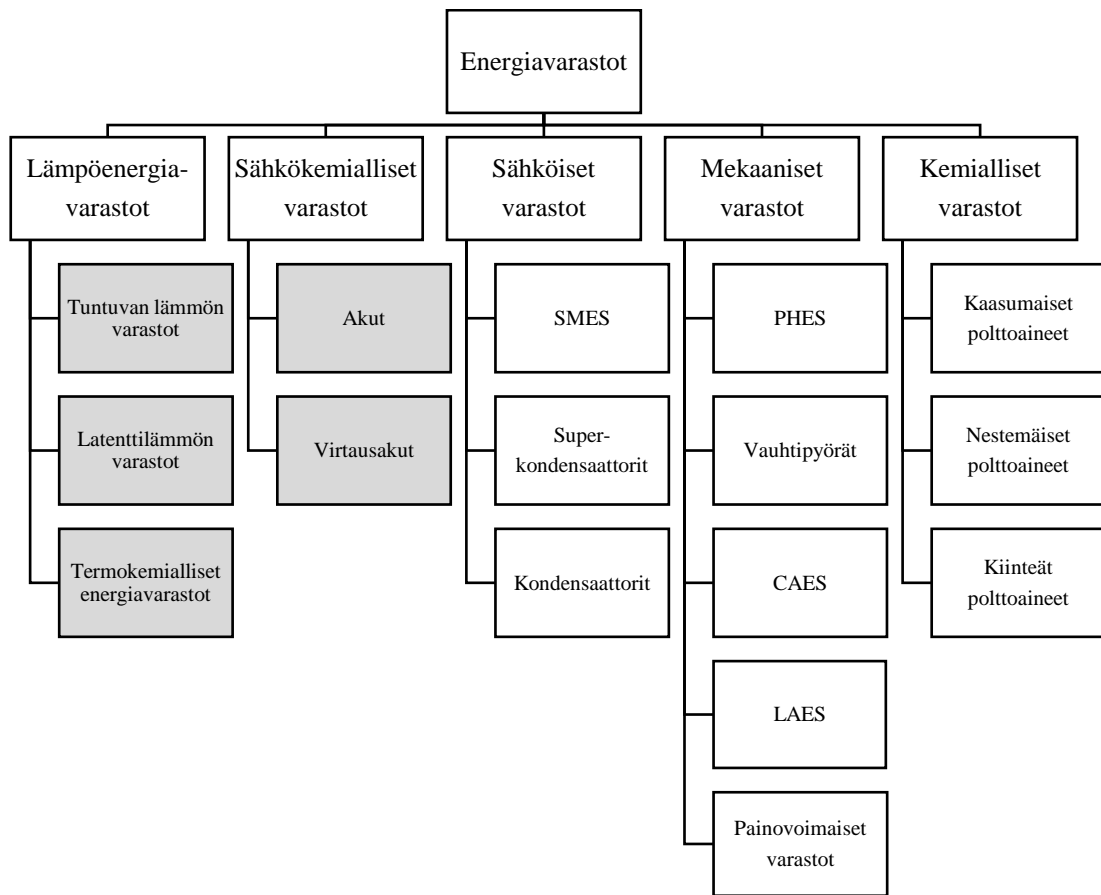 Energiavarastot
Lämpöenergia-
varastot
Sähkökemialliset
varastot
Sähköiset
varastot
Mekaaniset
varastot
Kemialliset
varastot
Tuntuvan lämmön
varastot
Latenttilämmön
varastot
Termokemialliset
energiavarastot
Akut
Virtausakut
SMES
Super-
kondensaattorit
Kondensaattorit
PHES
Vauhtipyörät
CAES
LAES
Painovoimaiset
varastot
Kaasumaiset
polttoaineet
Nestemäiset
polttoaineet
Kiinteät
polttoaineet